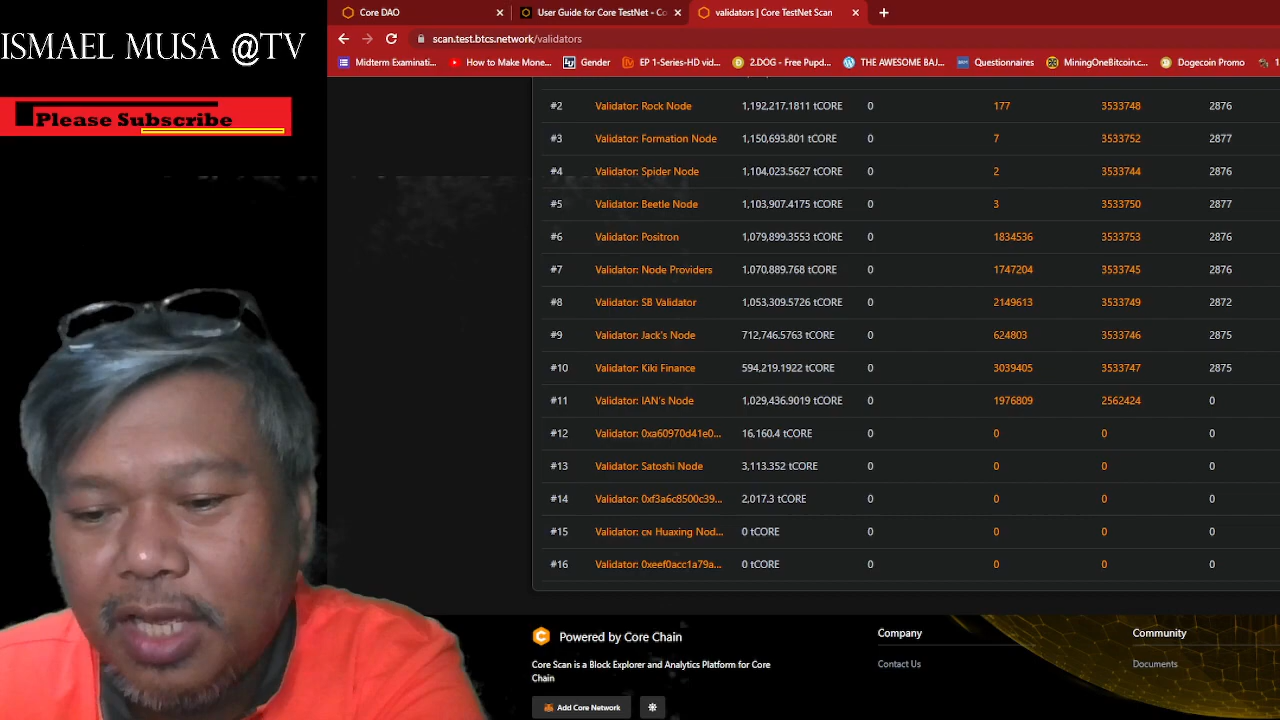 ISMAEL MUSA @TV
Please Subscribe
Core DAO
User Guide for Core TestNet - Co
validators | Core TestNet Scan
scan.test.btcs.network/validators
Midterm Examinati... How to Make Mone... Gender EP 1-Series-HD vid... 2.DOG - Free Pupd... THE AWESOME BAJ... Questionnaires MiningOneBitcoin.c... Dogecoin Promo
#2 Validator: Rock Node 1,192,217.1811 tCORE 0 177 3533748 2876
#3 Validator: Formation Node 1,150,693.801 tCORE 0 7 3533752 2877
#4 Validator: Spider Node 1,104,023.5627 tCORE 0 2 3533744 2876
#5 Validator: Beetle Node 1,103,907.4175 tCORE 0 3 3533750 2877
#6 Validator: Positron 1,079,899.3553 tCORE 0 1834536 3533753 2876
#7 Validator: Node Providers 1,070,889.768 tCORE 0 1747204 3533745 2876
#8 Validator: SB Validator 1,053,309.5726 tCORE 0 2149613 3533749 2872
#9 Validator: Jack's Node 712,746.5763 tCORE 0 624803 3533746 2875
#10 Validator: Kiki Finance 594,219.1922 tCORE 0 3039405 3533747 2875
#11 Validator: IAN's Node 1,029,436.9019 tCORE 0 1976809 2562424 0
#12 Validator: 0xa60970d41e0... 16,160.4 tCORE 0 0 0 0
#13 Validator: Satoshi Node 3,113.352 tCORE 0 0 0 0
#14 Validator: 0xf3a6c8500c39... 2,017.3 tCORE 0 0 0 0
#15 Validator: CN Huaxing Nod... 0 tCORE 0 0 0 0
#16 Validator: 0xeef0acc1a79a... 0 tCORE 0 0 0 0
Powered by Core Chain
Core Scan is a Block Explorer and Analytics Platform for Core
Chain
Add Core Network
Company
Contact Us
Community
Documents